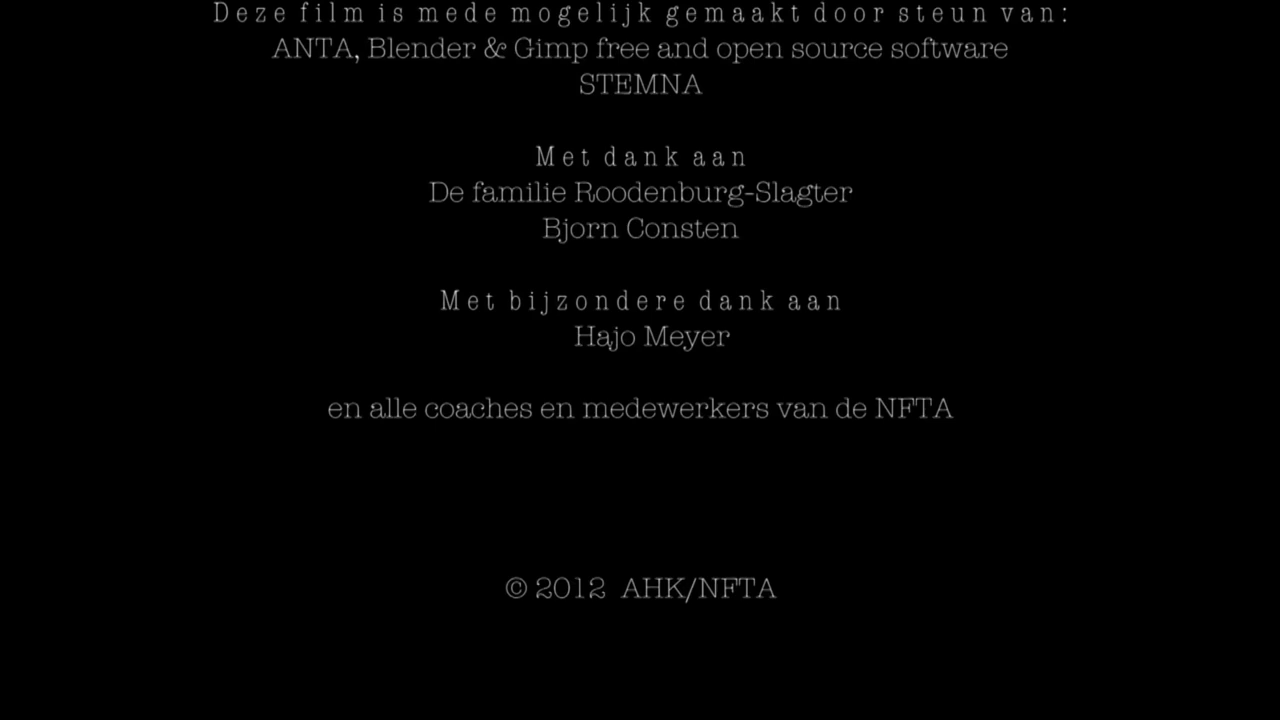 Deze film is mede mogelijk gemaakt door steun van:
ANTA, Blender & Gimp free and open source software
STEMNA
Met dank aan
De familie Roodenburg-Slagter
Bjorn Consten
Met bijzondere dank aan
Hajo Meyer
en alle coaches en medewerkers van de NFTA
© 2012 AHK/NFTA